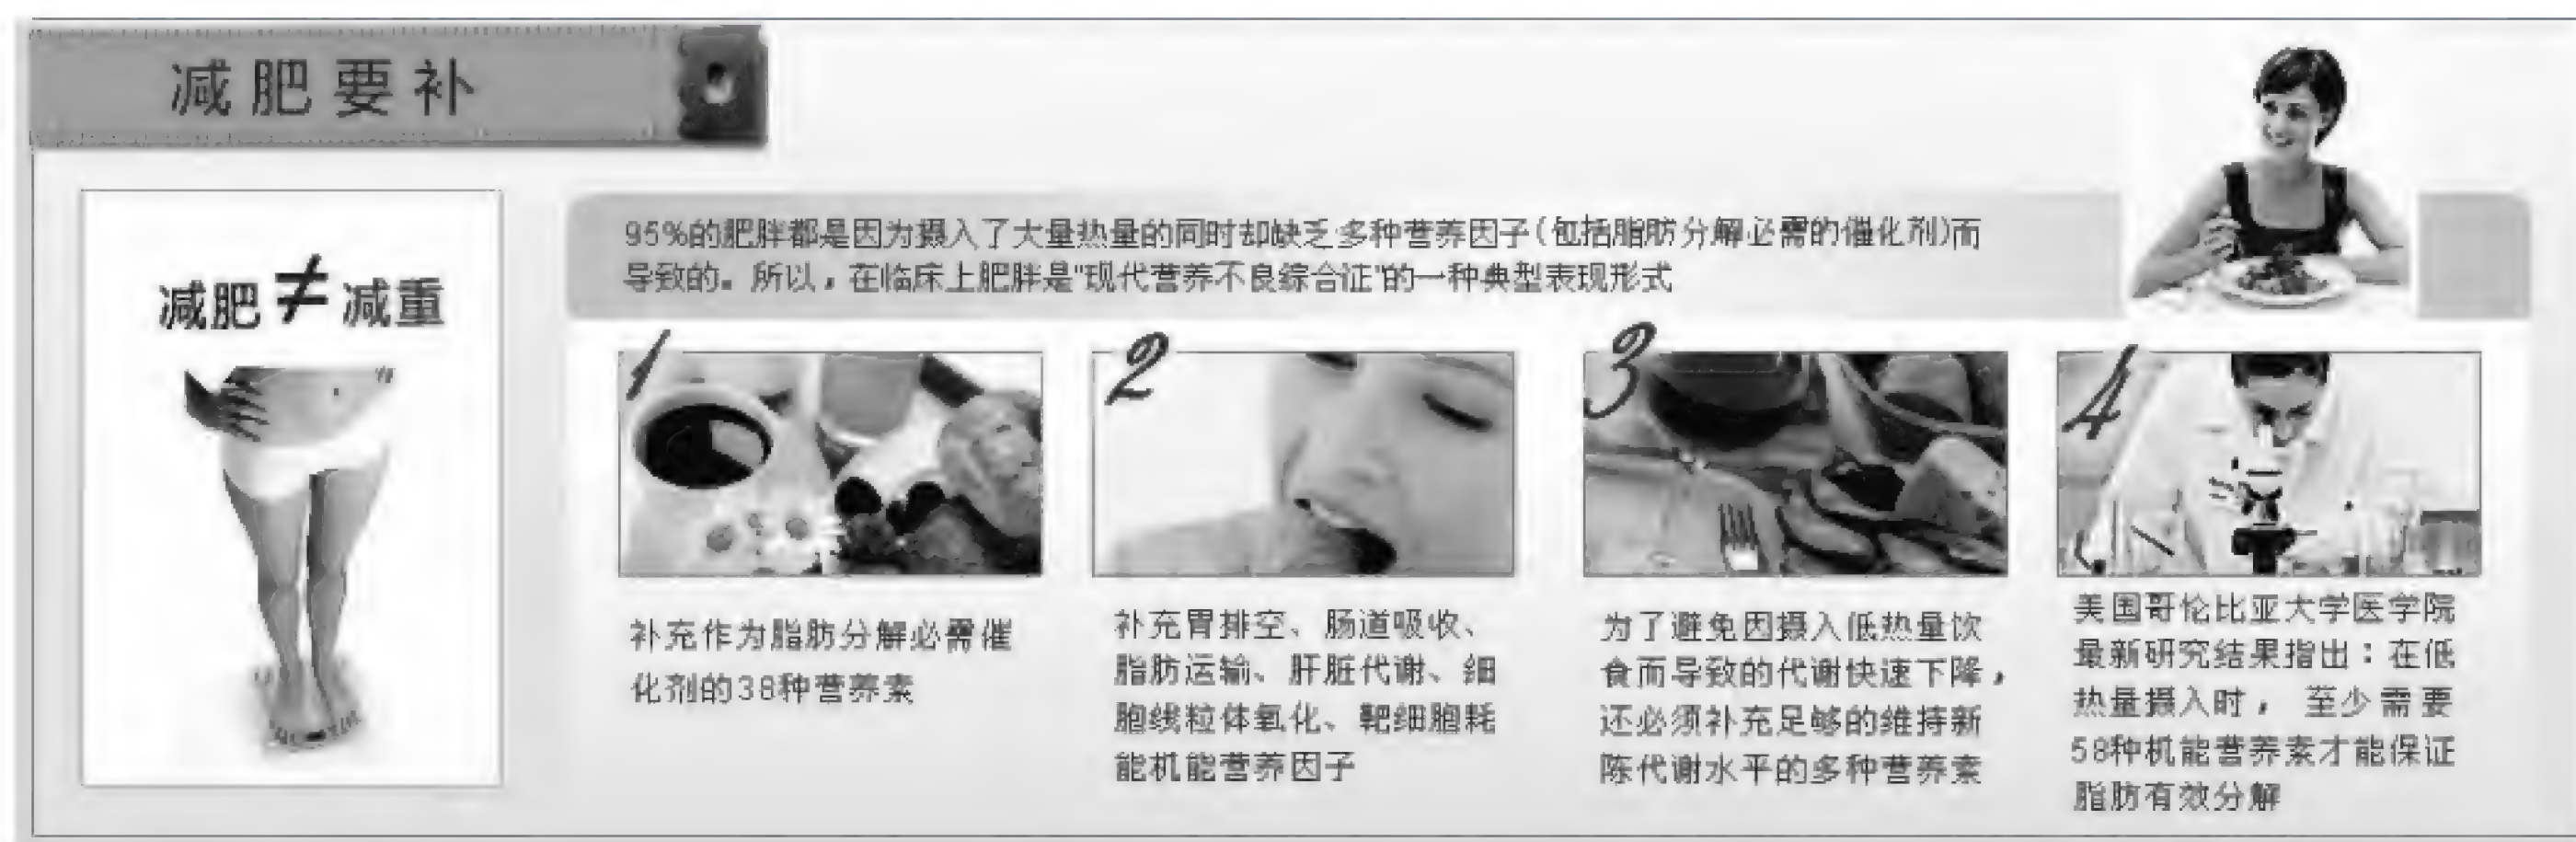 减肥要补
减肥≠减重
95%的肥胖都是因为摄入了大量热量的同时却缺乏多种营养因子(包括脂肪分解必需的催化剂)而
导致的。所以，在临床上肥胖是"现代营养不良综合征"的一种典型表现形式
1
补充作为脂肪分解必需催
化剂的38种营养素
2
补充胃排空、肠道吸收、
脂肪运输、肝脏代谢、细
胞线粒体氧化、靶细胞耗
能机能营养因子
3
为了避免因摄入低热量饮
食而导致的代谢快速下降，
还必须补充足够的维持新
陈代谢水平的多种营养素
4
美国哥伦比亚大学医学院
最新研究结果指出：在低
热量摄入时，至少需要
58种机能营养素才能保证
脂肪有效分解